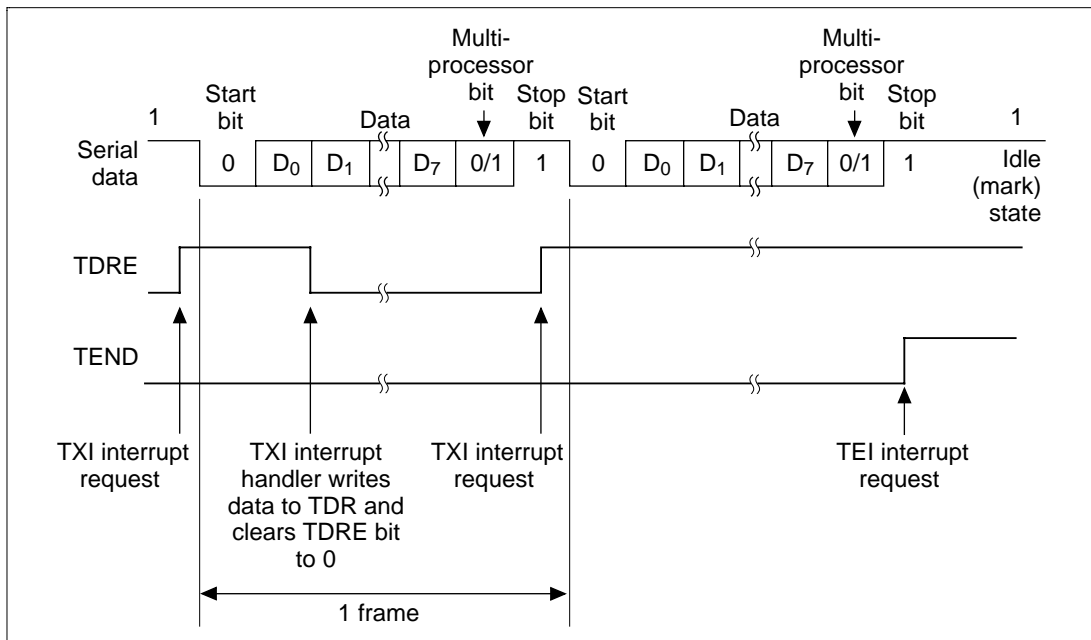 Multi-
processor
bit
Multi-
processor
bit
1
Start
bit
Data
Stop
bit
Start
bit
Data
Stop
bit
1
Serial
data
0 D0 D1 D7 0/1 1 0 D0 D1 D7 0/1 1
Idle
(mark)
state
TDRE
TEND
TXI interrupt
request
TXI interrupt
handler writes
data to TDR and
clears TDRE bit
to 0
TXI interrupt
request
TEI interrupt
request
1 frame